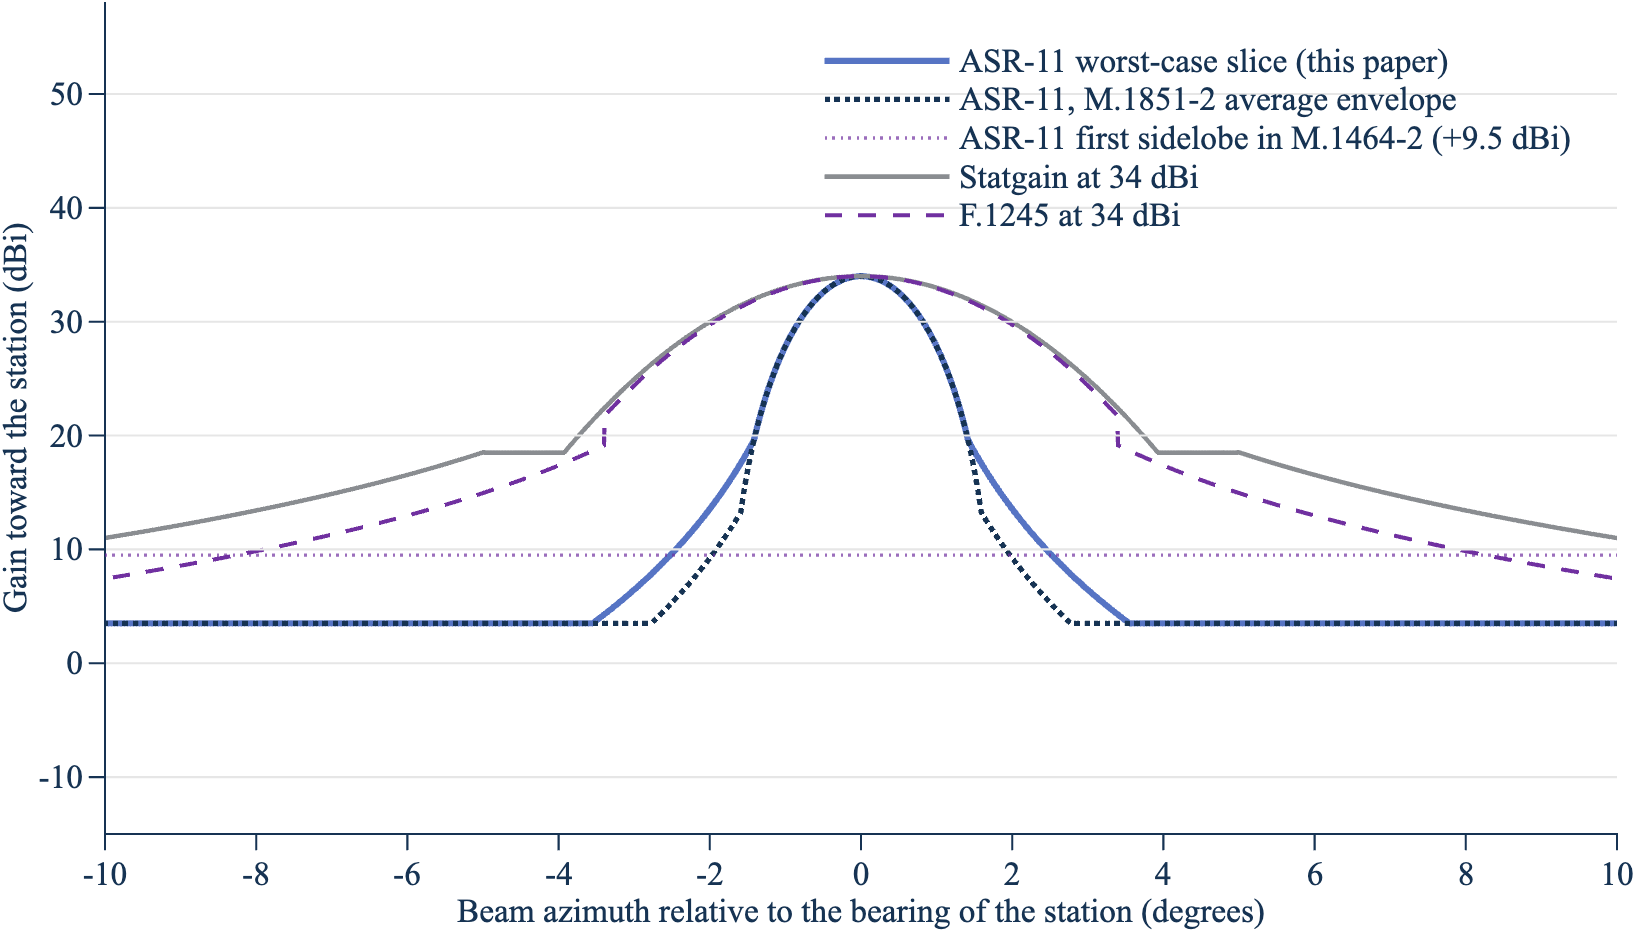 ASR-11 worst-case slice (this paper)
ASR-11, M.1851-2 average envelope
ASR-11 first sidelobe in M.1464-2 (+9.5 dBi)
Statgain at 34 dBi
F.1245 at 34 dBi
Gain toward the station (dBi)
50
40
30
20
10
0
-10
-10 -8 -6 -4 -2 0 2 4 6 8 10
Beam azimuth relative to the bearing of the station (degrees)